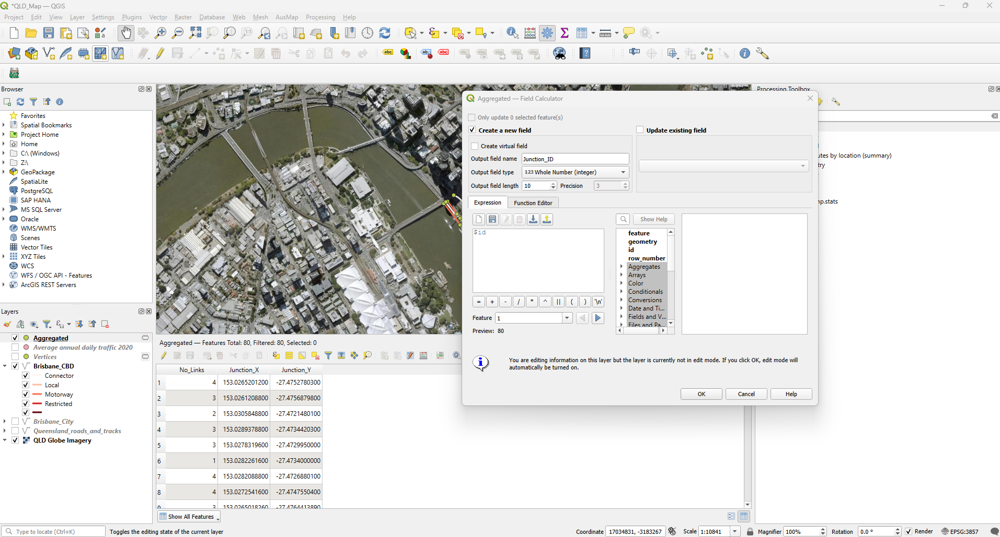 *QLD_Map — QGIS
Project Edit View Layer Settings Plugins Vector Raster Database Web Mesh AusMap Processing Help
Browser
Favorites
Spatial Bookmarks
Project Home
Home
C:\ (Windows)
Z:\
GeoPackage
SpatiaLite
PostgreSQL
SAP HANA
MS SQL Server
Oracle
WMS/WMTS
Scenes
Vector Tiles
XYZ Tiles
WCS
WFS / OGC API - Features
ArcGIS REST Servers
Layers
Aggregated
Average annual daily traffic 2020
Vertices
Brisbane_CBD
Connector
Local
Motorway
Restricted
Brisbane_City
Queensland_roads_and_tracks
QLD Globe Imagery
Aggregated — Features Total: 80, Filtered: 80, Selected: 0
No_Links Junction_X Junction_Y
1 4 153.0265201200 -27.4752780300
2 3 153.0261208800 -27.4756879800
3 2 153.0305848800 -27.4721480100
4 3 153.0289378800 -27.4734420300
5 3 153.0278319600 -27.4729950000
6 1 153.0282261600 -27.4734000000
7 4 153.0282088800 -27.4726880100
8 4 153.0272541600 -27.4747550400
9 3 153.0265018260 -27.4764413890
Show All Features
Processing Toolbox
utes by location (summary)
try
np.stats
Aggregated — Field Calculator
Only update 0 selected feature(s)
Create a new field
Update existing field
Create virtual field
Output field name Junction_ID
Output field type 123 Whole Number (integer)
Output field length 10 Precision 3
Expression Function Editor
Show Help
$id
feature
geometry
id
row_number
Aggregates
Arrays
Color
Conditionals
Conversions
Date and Ti...
Fields and V...
Files and Pa...
= + - / * ^ || ( ) '\n'
Feature 1
Preview: 80
You are editing information on this layer but the layer is currently not in edit mode. If you click OK, edit mode will
automatically be turned on.
OK Cancel Help
Type to locate (Ctrl+K) Toggles the editing state of the current layer Coordinate 17034831, -3183267 Scale 1:10841 Magnifier 100% Rotation 0.0 ° Render EPSG:3857